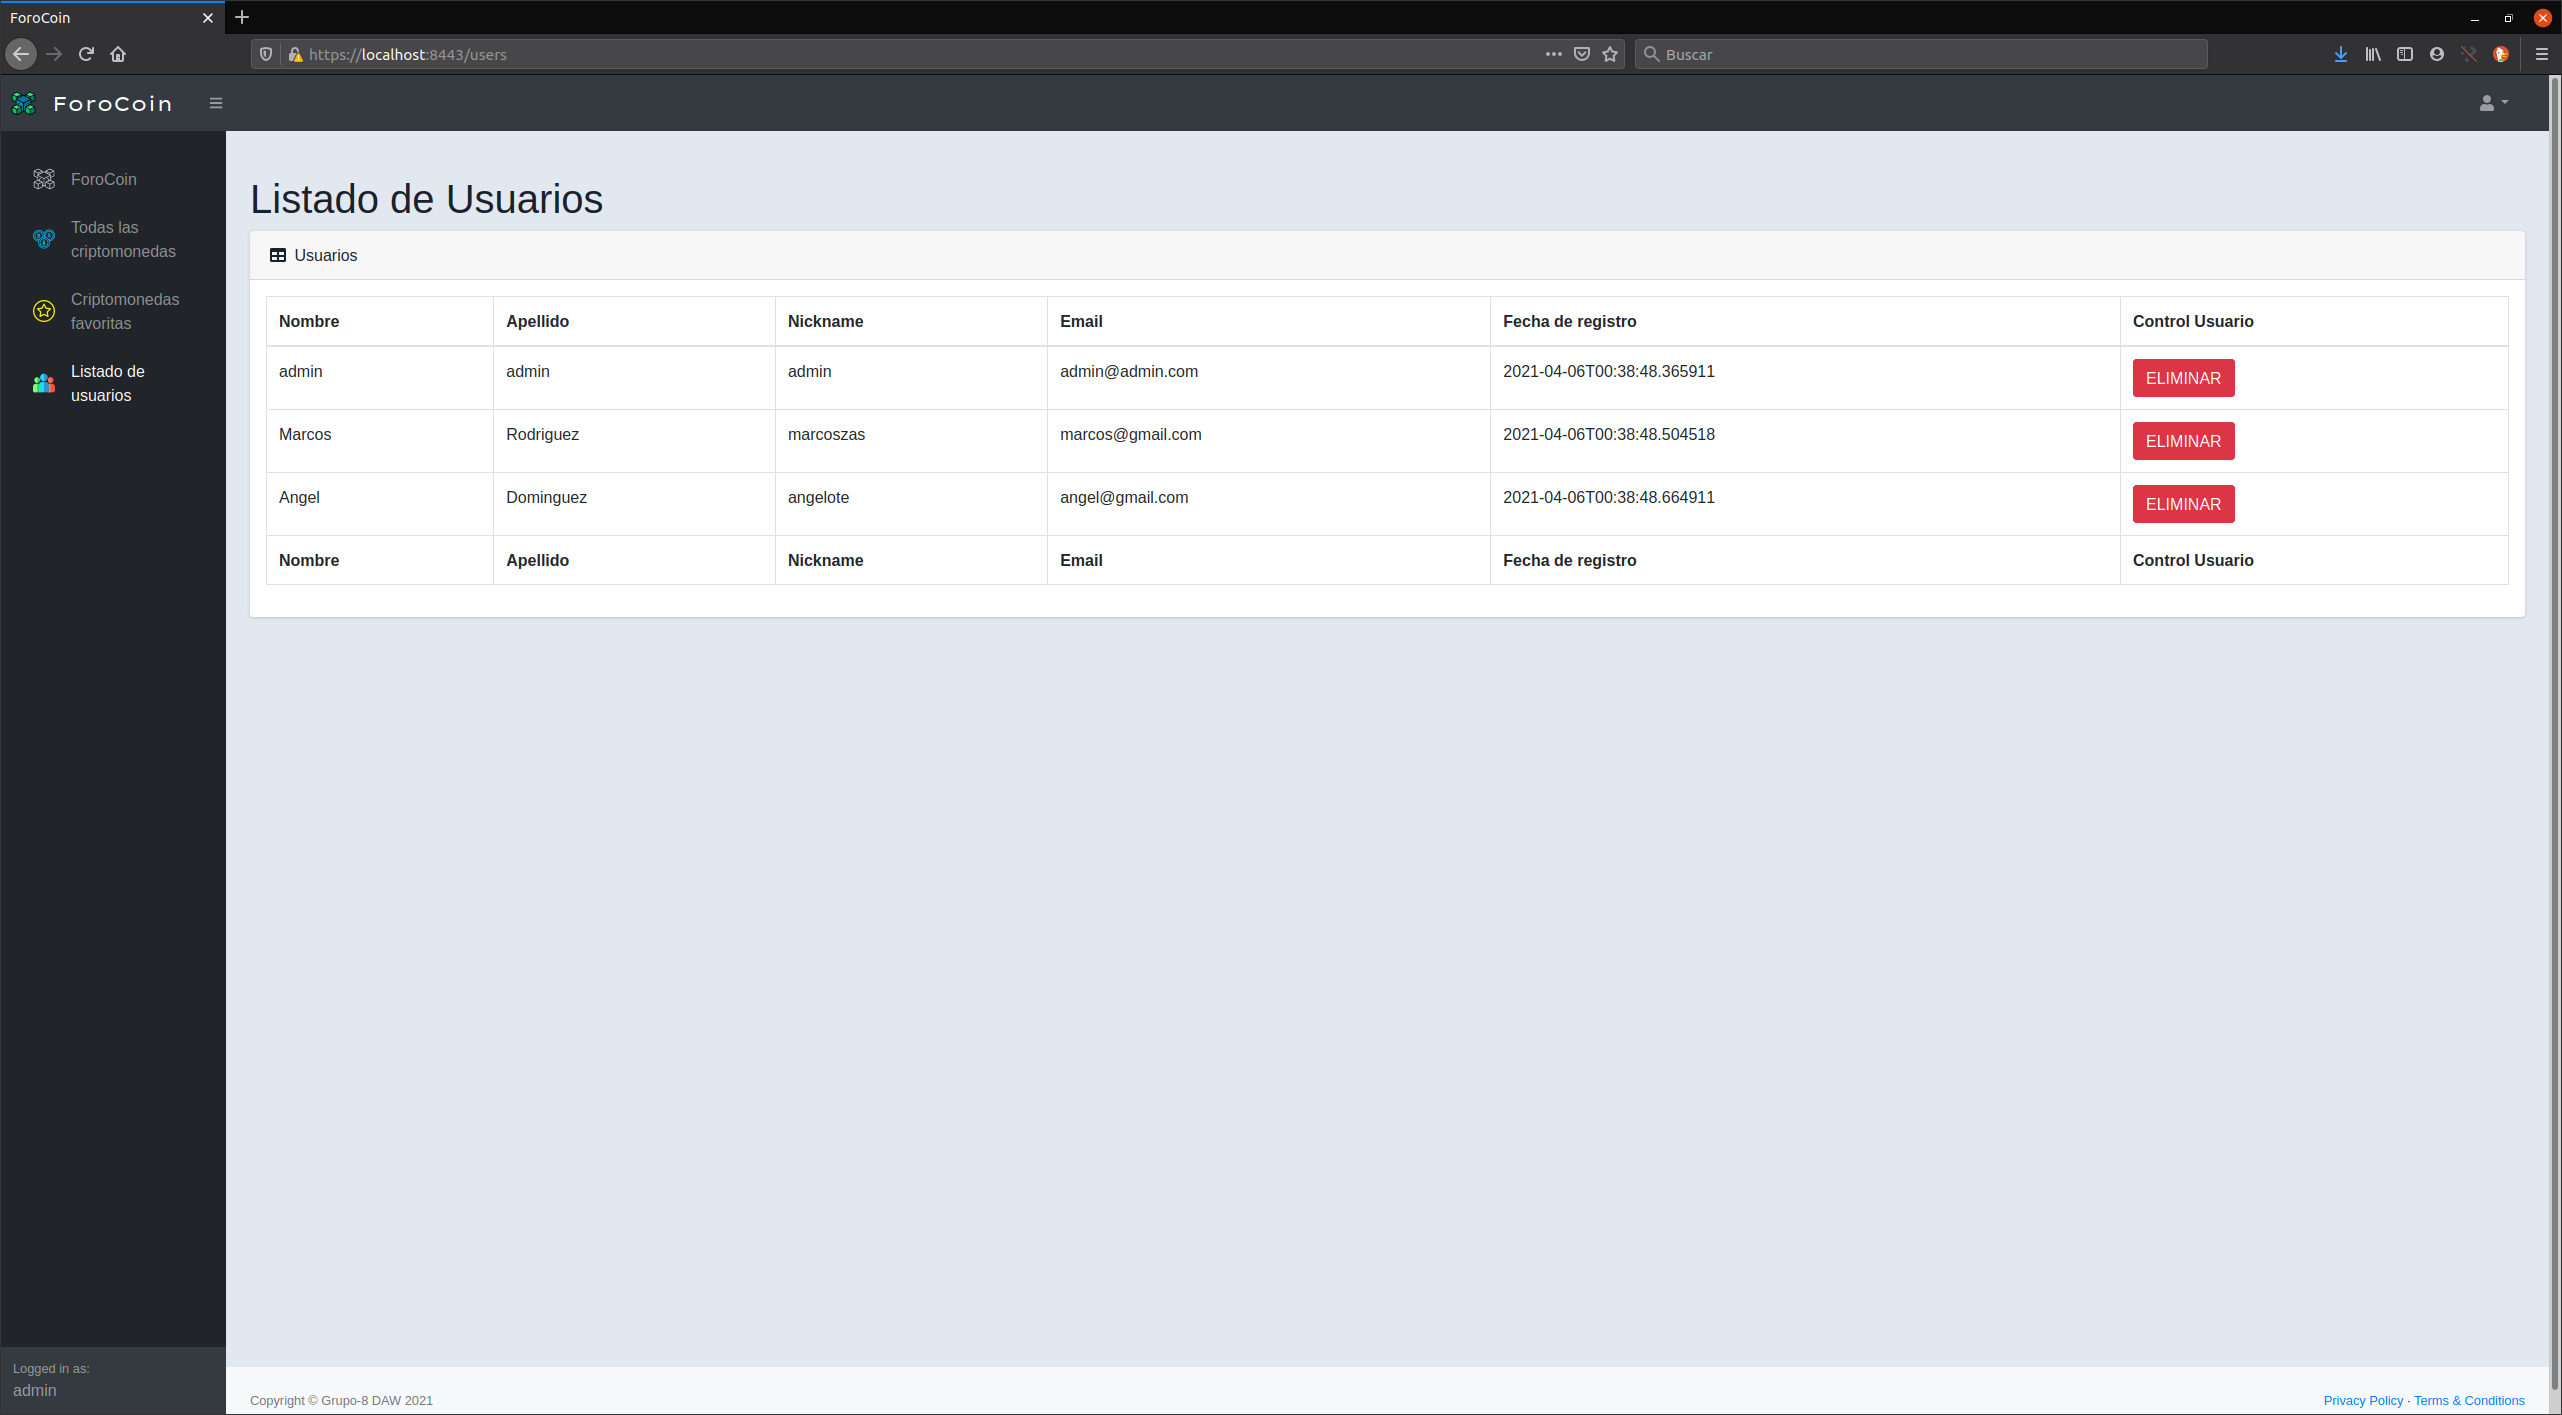 ForoCoin
https://localhost:8443/users
Buscar
ForoCoin
ForoCoin
Todas las
criptomonedas
Criptomonedas
favoritas
Listado de
usuarios
Listado de Usuarios
Usuarios
Nombre Apellido Nickname Email Fecha de registro Control Usuario
admin admin admin admin@admin.com 2021-04-06T00:38:48.365911 ELIMINAR
Marcos Rodriguez marcoszas marcos@gmail.com 2021-04-06T00:38:48.504518 ELIMINAR
Angel Dominguez angelote angel@gmail.com 2021-04-06T00:38:48.664911 ELIMINAR
Nombre Apellido Nickname Email Fecha de registro Control Usuario
Logged in as:
admin
Copyright © Grupo-8 DAW 2021
Privacy Policy · Terms & Conditions